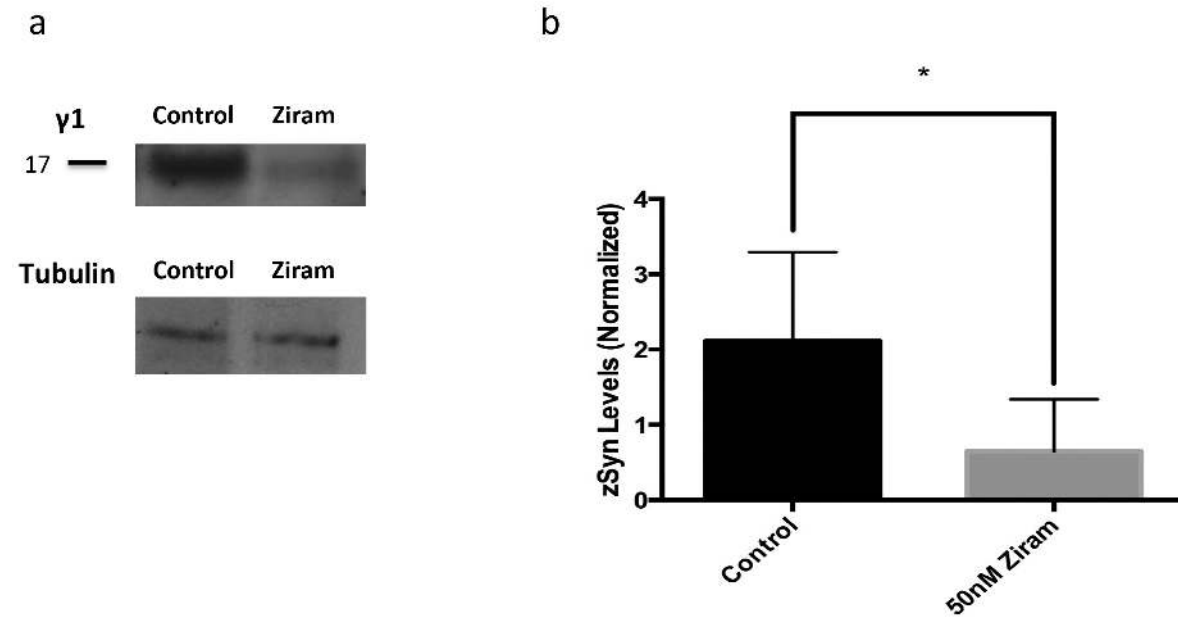 a
γ1
Control Ziram
17
Tubulin
Control Ziram
b
*
zSyn Levels (Normalized)
4
3
2
1
0
Control
50nM Ziram